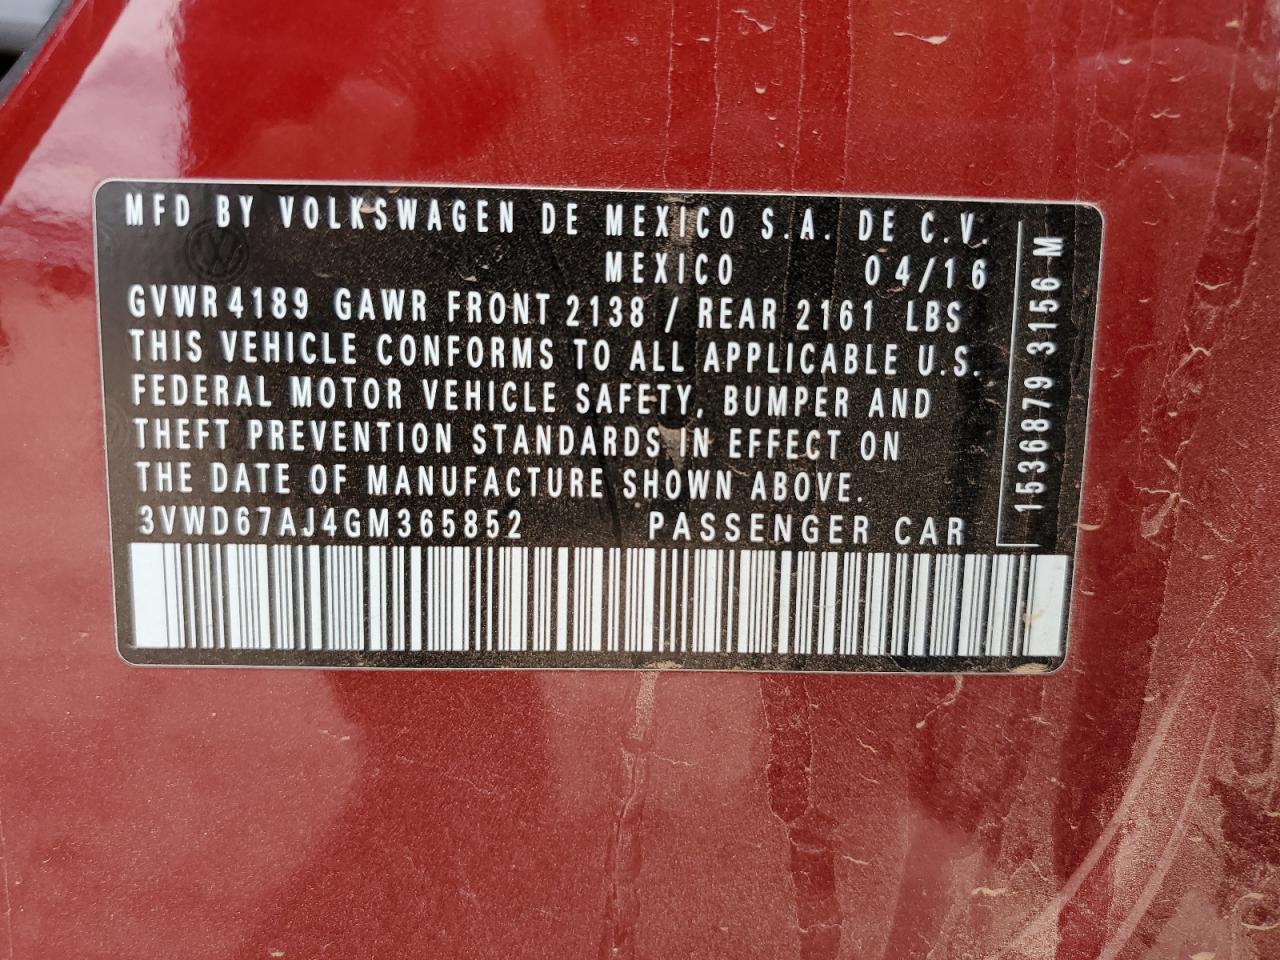 MFD BY VOLKSWAGEN DE MEXICO S.A. DE C.V.
MEXICO 04/16
GVWR 4189 GAWR FRONT 2138 / REAR 2161 LBS
THIS VEHICLE CONFORMS TO ALL APPLICABLE U.S.
FEDERAL MOTOR VEHICLE SAFETY, BUMPER AND
THEFT PREVENTION STANDARDS IN EFFECT ON
THE DATE OF MANUFACTURE SHOWN ABOVE.
3VWD67AJ4GM365852 PASSENGER CAR
1536879 3156 M